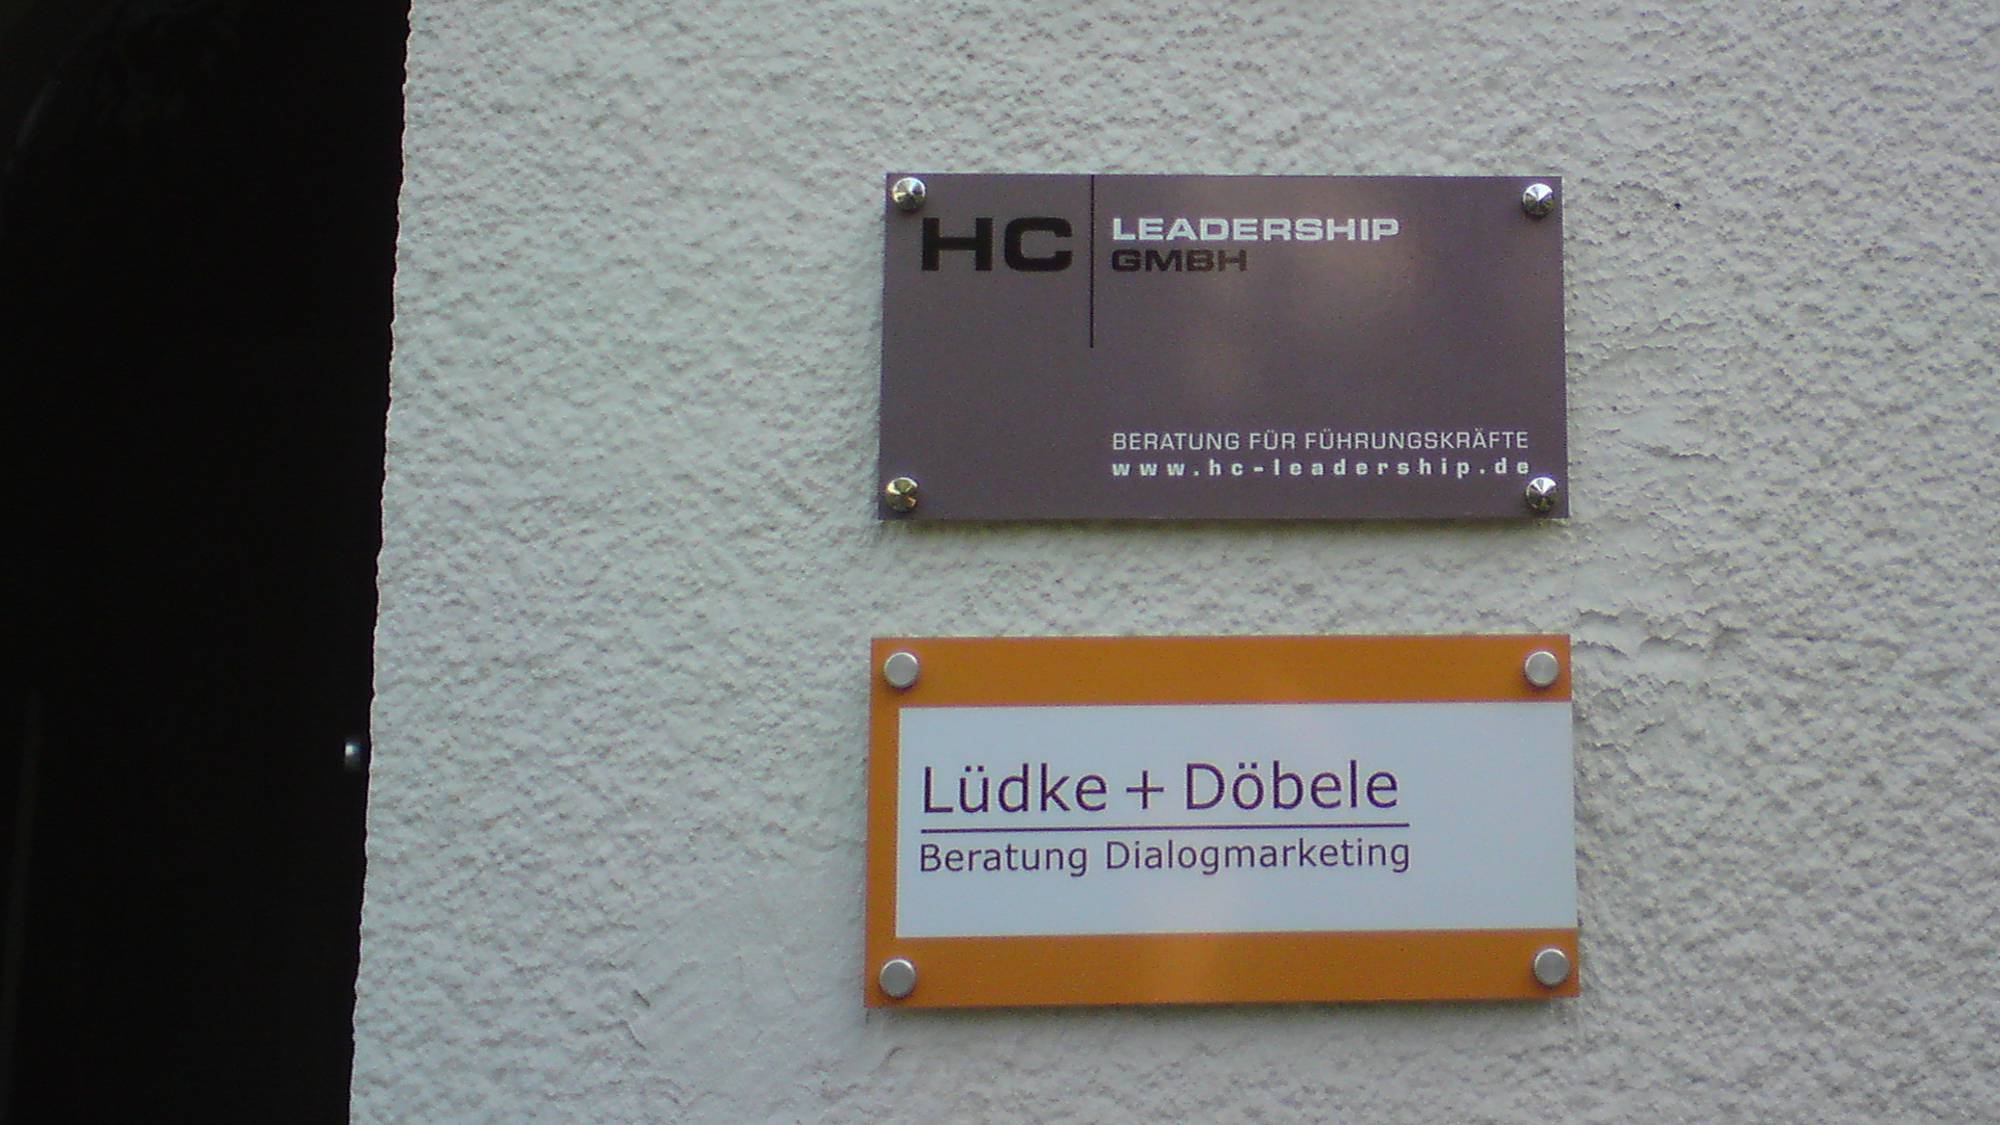 HC LEADERSHIP
GMBH
BERATUNG FÜR FÜHRUNGSKRÄFTE
www.hc-leadership.de
Lüdke + Döbele
Beratung Dialogmarketing